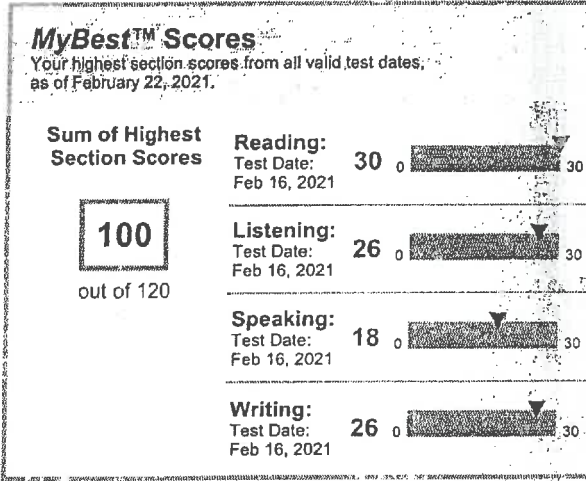 MyBest™ Scores
Your highest section scores from all valid test dates,
as of February 22, 2021.
Sum of Highest
Section Scores
100
out of 120
Reading:
Test Date:
Feb 16, 2021
30
0
30
Listening:
Test Date:
Feb 16, 2021
26
0
30
Speaking:
Test Date:
Feb 16, 2021
18
0
30
Writing:
Test Date:
Feb 16, 2021
26
0
30